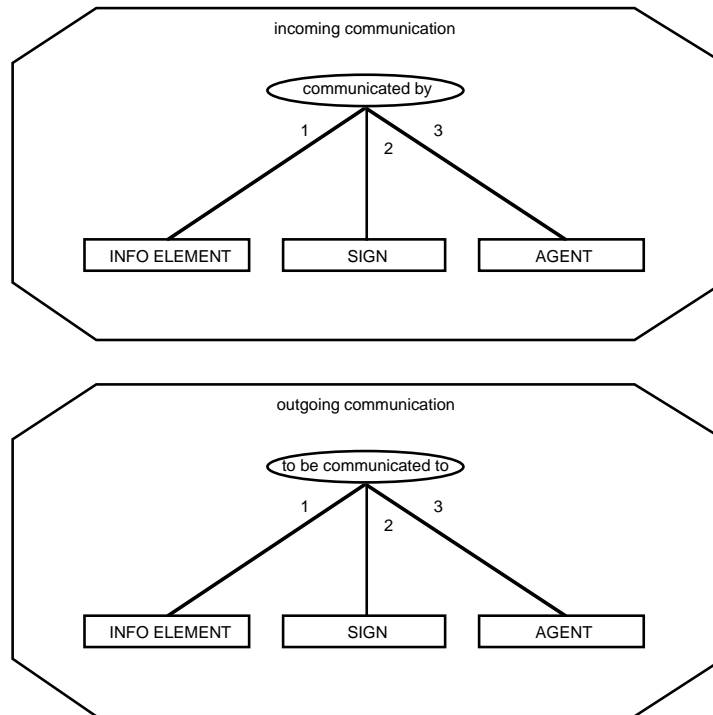 incoming communication
communicated by
1
3
2
INFO ELEMENT
SIGN
AGENT
outgoing communication
to be communicated to
1
3
2
INFO ELEMENT
SIGN
AGENT